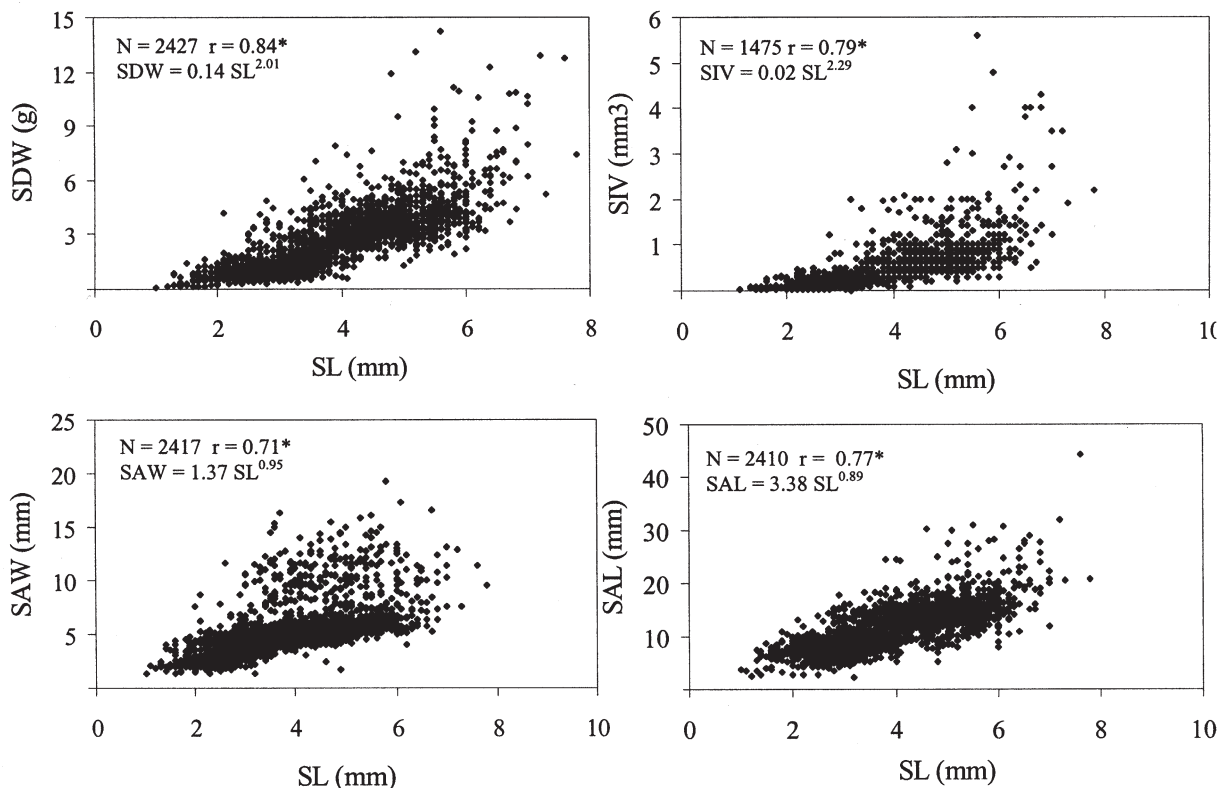 15
12
9
6
3
SDW (g)
N = 2427 r = 0.84*
SDW = 0.14 SL^2.01
0 2 4 6 8
SL (mm)
6
5
4
3
2
1
SIV (mm3)
N = 1475 r = 0.79*
SIV = 0.02 SL^2.29
0 2 4 6 8 10
SL (mm)
25
20
15
10
5
SAW (mm)
N = 2417 r = 0.71*
SAW = 1.37 SL^0.95
0 2 4 6 8 10
SL (mm)
50
40
30
20
10
SAL (mm)
N = 2410 r = 0.77*
SAL = 3.38 SL^0.89
0 2 4 6 8 10
SL (mm)